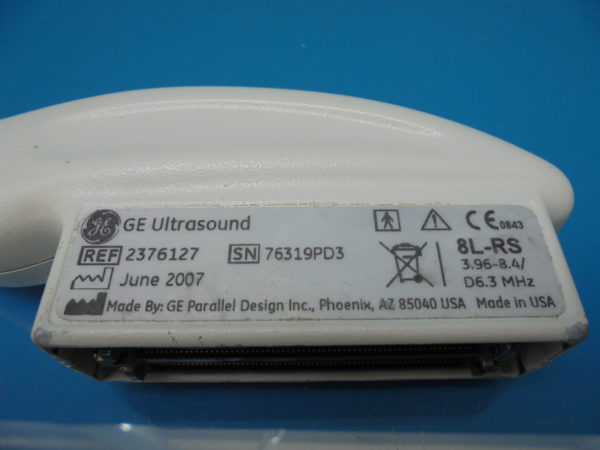 GE GE Ultrasound CE 0843
REF 2376127 SN 76319PD3 8L-RS
June 2007 3.96-8.4/
D6.3 MHz
Made By: GE Parallel Design Inc., Phoenix, AZ 85040 USA Made in USA